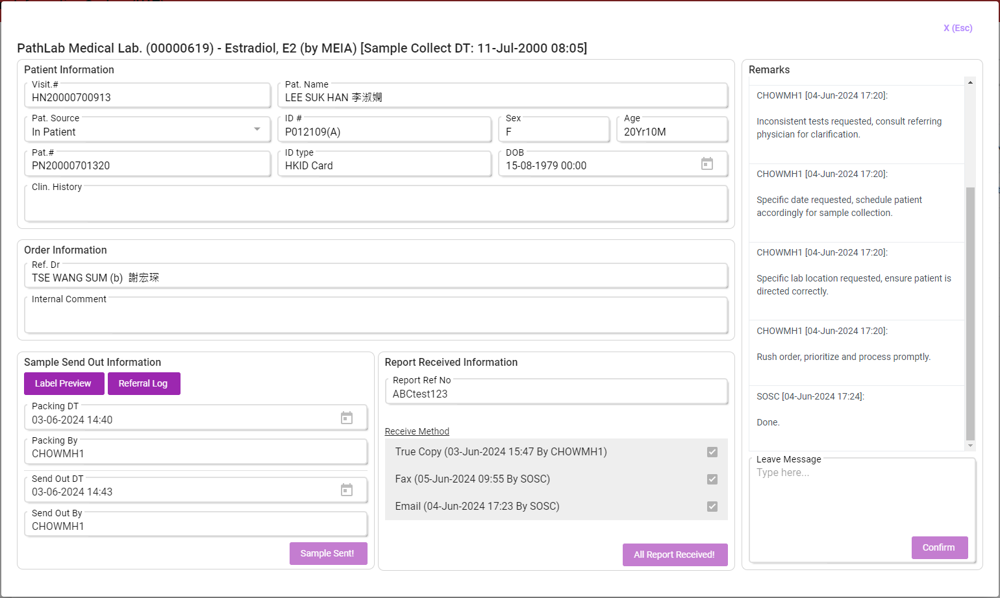 X (Esc)
PathLab Medical Lab. (00000619) - Estradiol, E2 (by MEIA) [Sample Collect DT: 11-Jul-2000 08:05]
Patient Information
Visit.#
HN20000700913
Pat. Name
LEE SUK HAN 李淑嫻
Pat. Source
In Patient
ID #
P012109(A)
Sex
F
Age
20Yr10M
Pat.#
PN20000701320
ID type
HKID Card
DOB
15-08-1979 00:00
Clin. History
Order Information
Ref. Dr
TSE WANG SUM (b)  謝宏琛
Internal Comment
Sample Send Out Information
Label Preview
Referral Log
Packing DT
03-06-2024 14:40
Packing By
CHOWMH1
Send Out DT
03-06-2024 14:43
Send Out By
CHOWMH1
Sample Sent!
Report Received Information
Report Ref No
ABCtest123
Receive Method
True Copy (03-Jun-2024 15:47 By CHOWMH1)
Fax (05-Jun-2024 09:55 By SOSC)
Email (04-Jun-2024 17:23 By SOSC)
All Report Received!
Remarks
CHOWMH1 [04-Jun-2024 17:20]:
Inconsistent tests requested, consult referring
physician for clarification.
CHOWMH1 [04-Jun-2024 17:20]:
Specific date requested, schedule patient
accordingly for sample collection.
CHOWMH1 [04-Jun-2024 17:20]:
Specific lab location requested, ensure patient is
directed correctly.
CHOWMH1 [04-Jun-2024 17:20]:
Rush order, prioritize and process promptly.
SOSC [04-Jun-2024 17:24]:
Done.
Leave Message
Type here...
Confirm